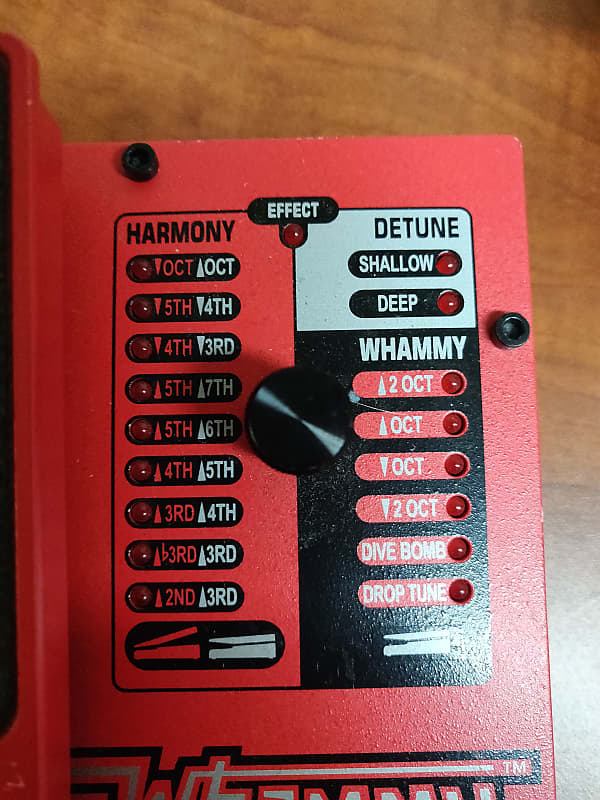 EFFECT
HARMONY
▼OCT ▲OCT
▼5TH ▼4TH
▼4TH ▼3RD
▲5TH ▲7TH
▲5TH ▲6TH
▲4TH ▲5TH
▲3RD ▲4TH
▲♭3RD ▲3RD
▲2ND ▲3RD
DETUNE
SHALLOW
DEEP
WHAMMY
▲2 OCT
▲OCT
▼OCT
▼2 OCT
DIVE BOMB
DROP TUNE
WHAMMY™